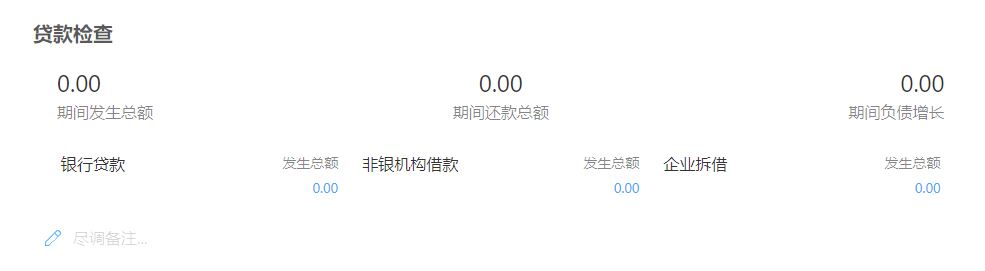 贷款检查
0.00 0.00 0.00
期间发生总额 期间还款总额 期间负债增长
银行贷款 发生总额 非银机构借款 发生总额 企业拆借 发生总额
0.00 0.00 0.00
尽调备注...